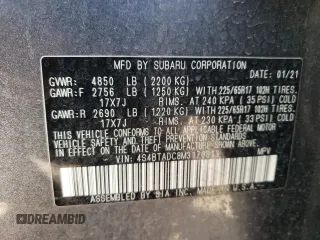 MFD BY SUBARU CORPORATION DATE 01/21
GVWR: 4850 LB (2200 KG)
GAWR:F 2756 LB (1250 KG) WITH 225/65R17 102H TIRES.
17X7J RIMS. AT 240 KPA (35 PSI) COLD
GAWR:R 2690 LB (1220 KG) WITH 225/65R17 102H TIRES.
17X7J RIMS. AT 230 KPA (33 PSI) COLD
THIS VEHICLE CONFORMS TO ALL APPLICABLE FEDERAL MOTOR
VEHICLE SAFETY, BUMPER, AND THEFT PREVENTION STANDARDS
IN EFFECT ON THE DATE OF MANUFACTURE SHOWN ABOVE.
VIN: MPV
ASSEMBLED BY SIA, INC. U.S.A.